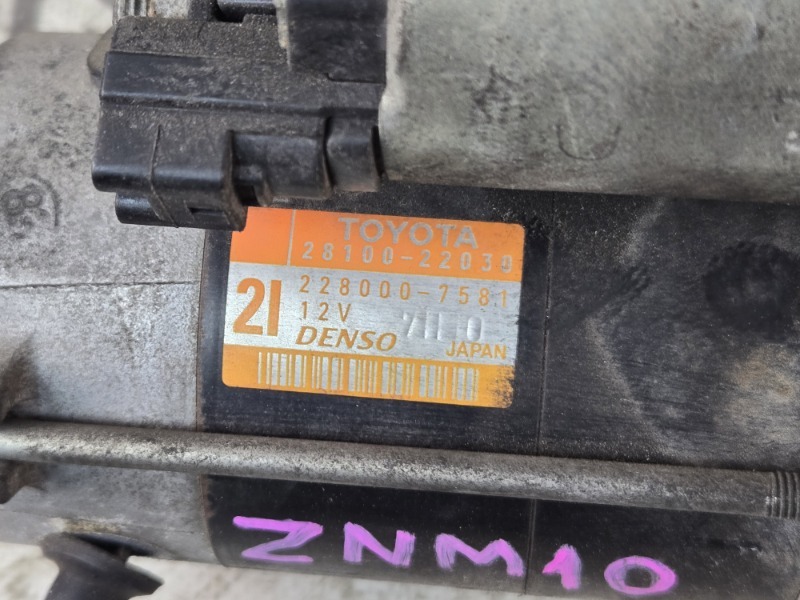 TOYOTA
28100-22030
21
228000-7581
12V
DENSO JAPAN
ZNM10